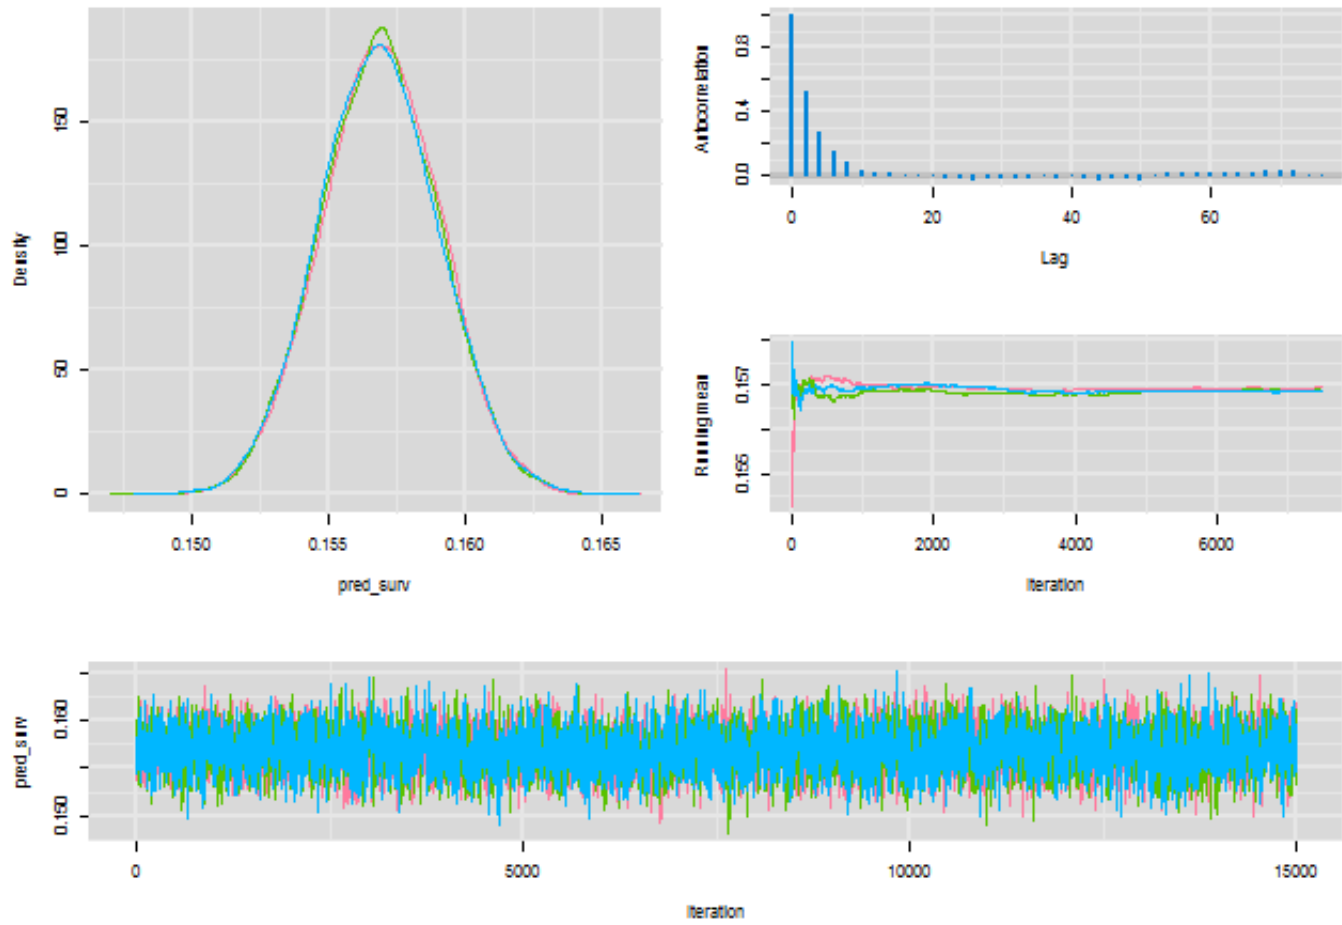 Density
150
100
50
0
0.150 0.155 0.160 0.165
pred_surv
Autocorrelation
0.8
0.4
0.0
0 20 40 60
Lag
Running mean
0.157
0.155
0 2000 4000 6000
Iteration
pred_surv
0.160
0.150
0 5000 10000 15000
Iteration